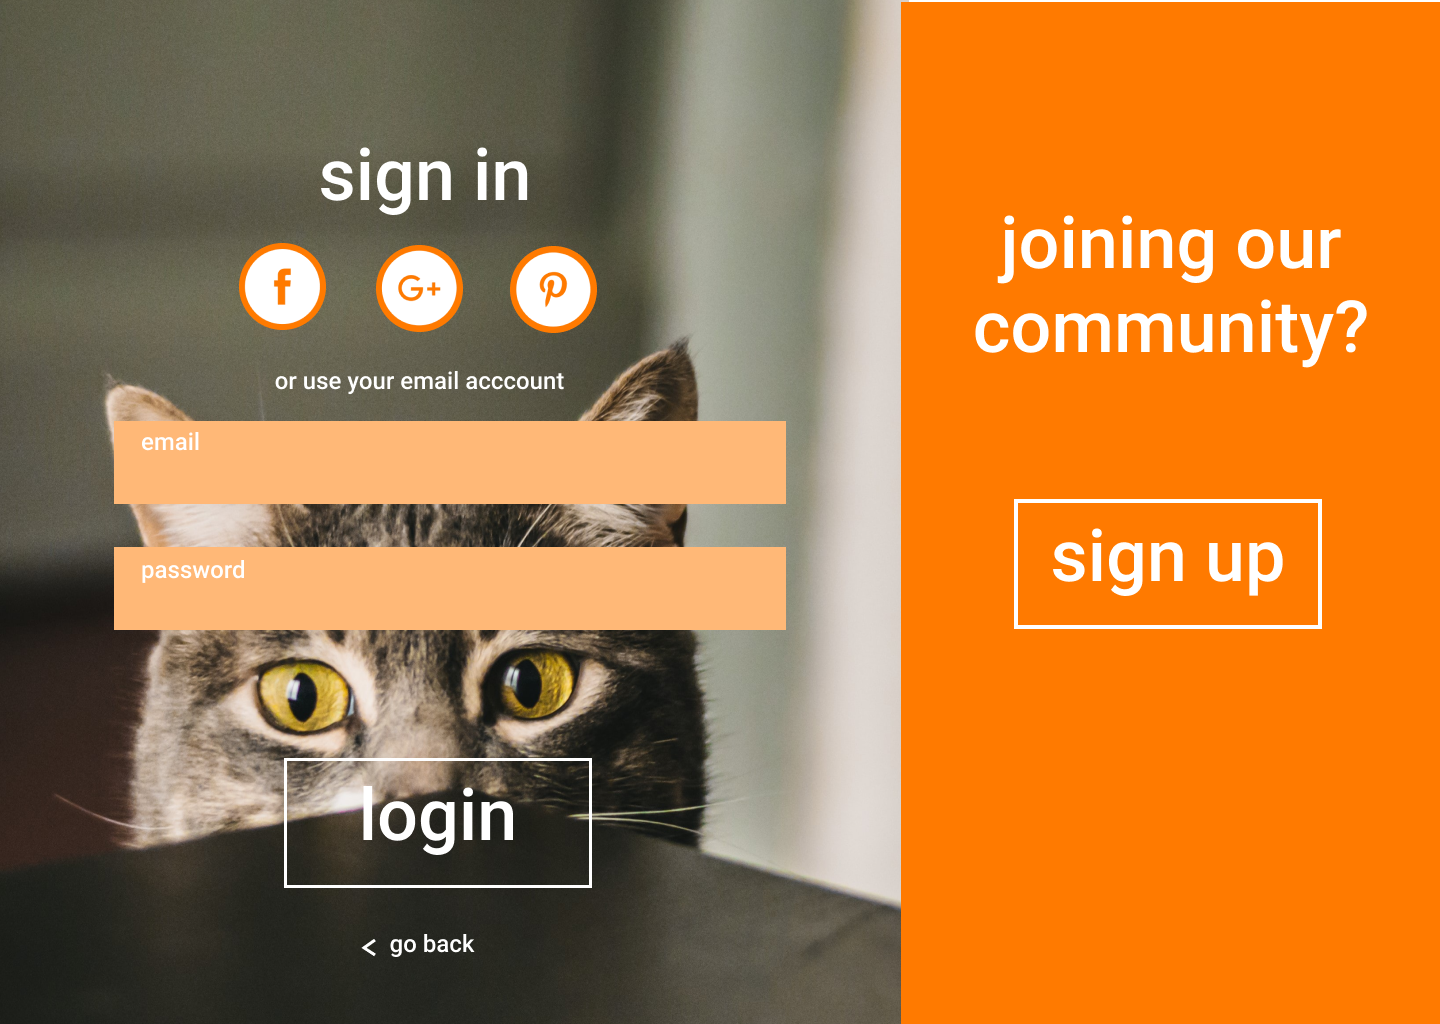 sign in
f G+ P
or use your email acccount
email
password
login
< go back
joining our
community?
sign up